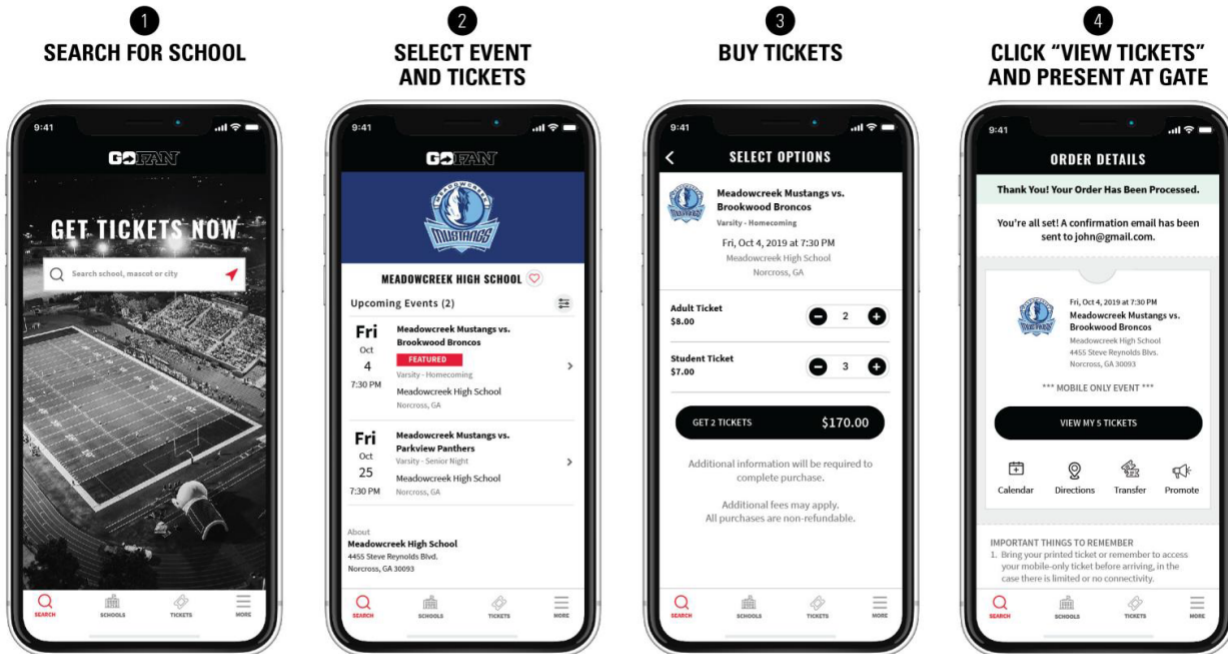 1
SEARCH FOR SCHOOL
9:41
GOFAN
GET TICKETS NOW
Search school, mascot or city
SEARCH
SCHOOLS
TICKETS
MORE
2
SELECT EVENT
AND TICKETS
9:41
GOFAN
MEADOWCREEK
MUSTANGS
MEADOWCREEK HIGH SCHOOL
Upcoming Events (2)
Fri
Oct
4
7:30 PM
Meadowcreek Mustangs vs.
Brookwood Broncos
FEATURED
Varsity - Homecoming
Meadowcreek High School
Norcross, GA
Fri
Oct
25
7:30 PM
Meadowcreek Mustangs vs.
Parkview Panthers
Varsity - Senior Night
Meadowcreek High School
Norcross, GA
About
Meadowcreek High School
4455 Steve Reynolds Blvd.
Norcross, GA 30093
SEARCH
SCHOOLS
TICKETS
MORE
3
BUY TICKETS
9:41
SELECT OPTIONS
MUSTANGS
Meadowcreek Mustangs vs.
Brookwood Broncos
Varsity - Homecoming
Fri, Oct 4, 2019 at 7:30 PM
Meadowcreek High School
Norcross, GA
Adult Ticket
$8.00
2
Student Ticket
$7.00
3
GET 2 TICKETS $170.00
Additional information will be required to
complete purchase.
Additional fees may apply.
All purchases are non-refundable.
SEARCH
SCHOOLS
TICKETS
MORE
4
CLICK “VIEW TICKETS”
AND PRESENT AT GATE
9:41
ORDER DETAILS
Thank You! Your Order Has Been Processed.
You're all set! A confirmation email has been
sent to john@gmail.com.
MUSTANGS
Fri, Oct 4, 2019 at 7:30 PM
Meadowcreek Mustangs vs.
Brookwood Broncos
Meadowcreek High School
4455 Steve Reynolds Blvs.
Norcross, GA 30093
*** MOBILE ONLY EVENT ***
VIEW MY 5 TICKETS
Calendar
Directions
Transfer
Promote
IMPORTANT THINGS TO REMEMBER
1. Bring your printed ticket or remember to access
your mobile-only ticket before arriving, in the
case there is limited or no connectivity.
SEARCH
SCHOOLS
TICKETS
MORE